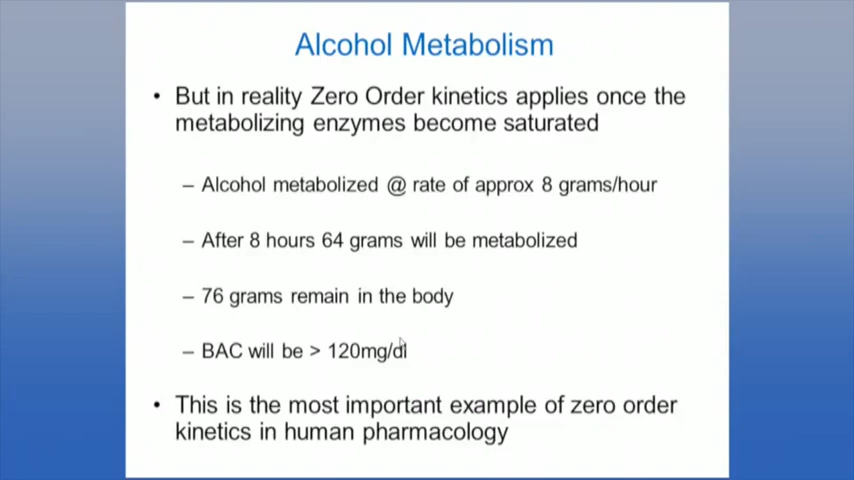 Alcohol Metabolism
• But in reality Zero Order kinetics applies once the
metabolizing enzymes become saturated
– Alcohol metabolized @ rate of approx 8 grams/hour
– After 8 hours 64 grams will be metabolized
– 76 grams remain in the body
– BAC will be > 120mg/dl
• This is the most important example of zero order
kinetics in human pharmacology